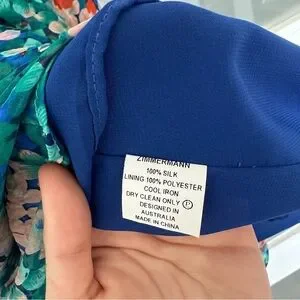 ZIMMERMANN
100% SILK
LINING 100% POLYESTER
COOL IRON
DRY CLEAN ONLY Ⓟ
DESIGNED IN
AUSTRALIA
MADE IN CHINA